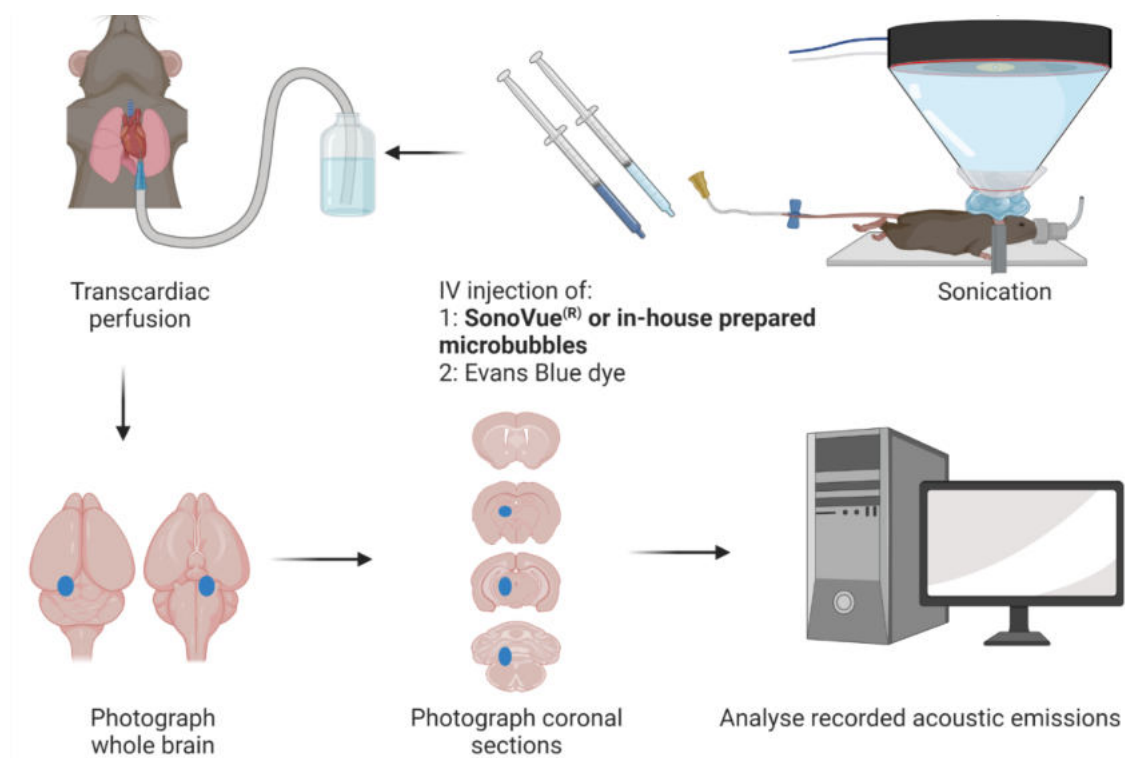 Transcardiac
perfusion
IV injection of:
1: SonoVue(R) or in-house prepared
microbubbles
2: Evans Blue dye
Sonication
Photograph
whole brain
Photograph coronal
sections
Analyse recorded acoustic emissions